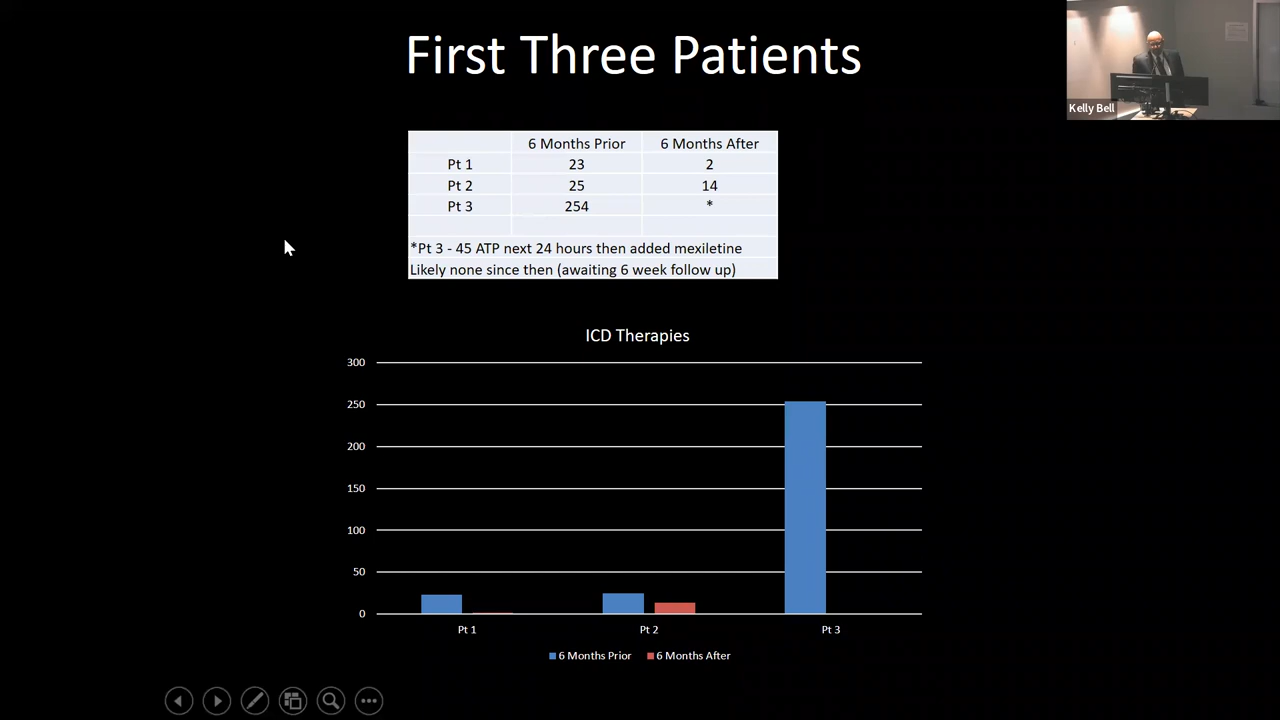 First Three Patients
Kelly Bell
6 Months Prior 6 Months After
Pt 1 23 2
Pt 2 25 14
Pt 3 254 *
*Pt 3 - 45 ATP next 24 hours then added mexiletine
Likely none since then (awaiting 6 week follow up)
ICD Therapies
300
250
200
150
100
50
0
Pt 1 Pt 2 Pt 3
6 Months Prior 6 Months After